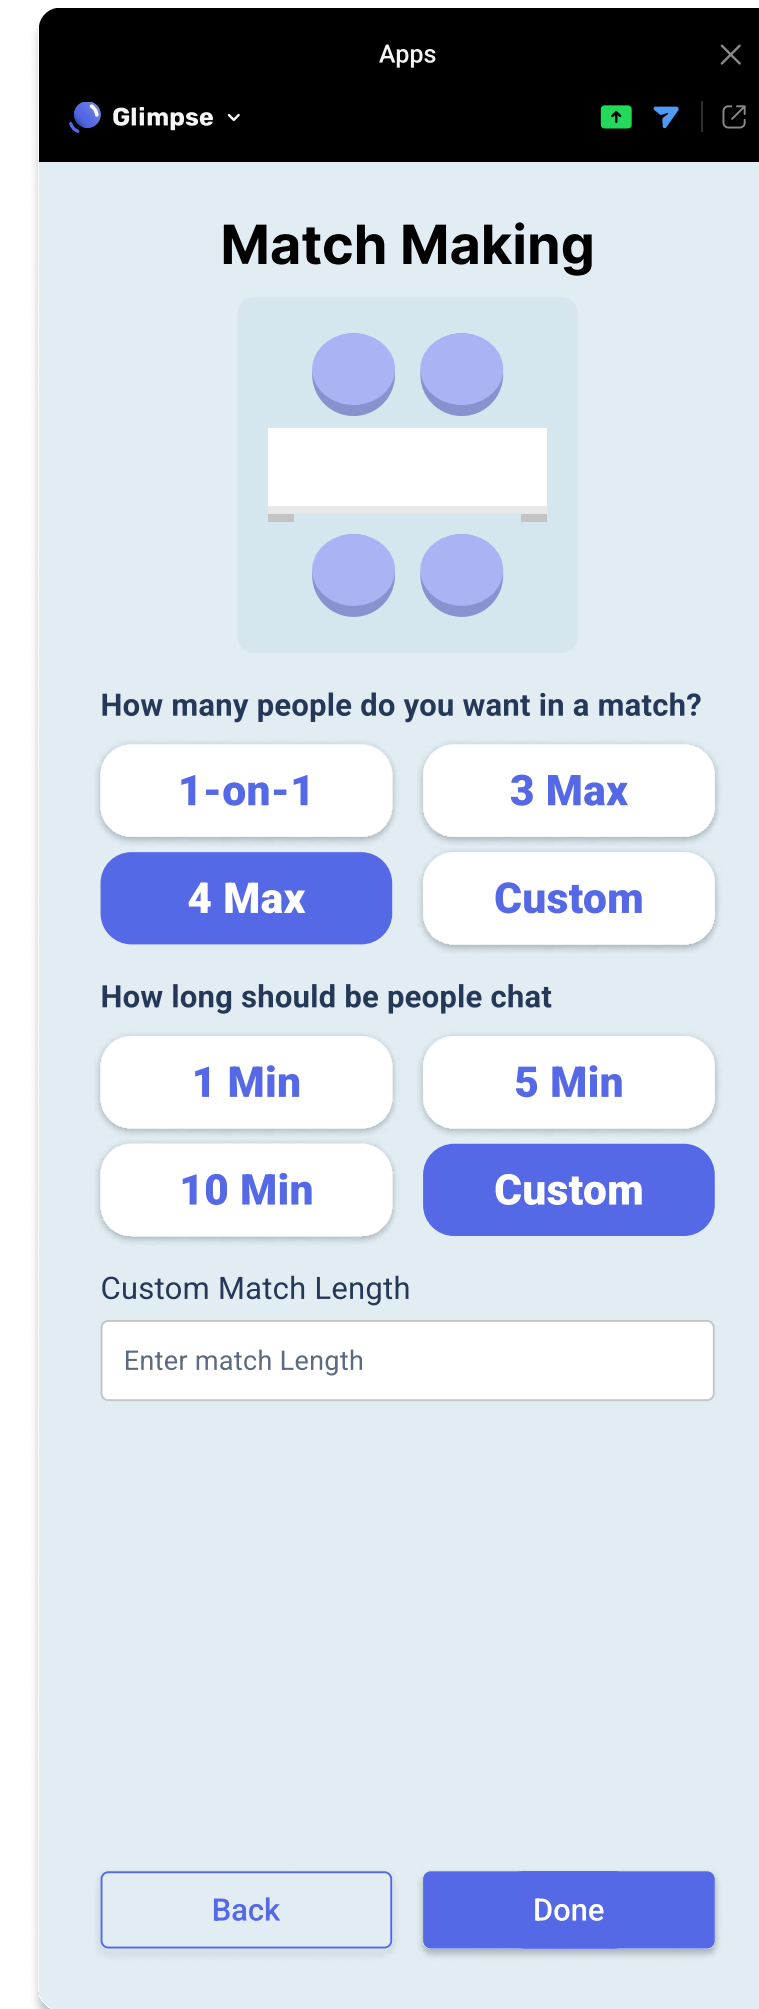 Apps
Glimpse
Match Making
How many people do you want in a match?
1-on-1
3 Max
4 Max
Custom
How long should be people chat
1 Min
5 Min
10 Min
Custom
Custom Match Length
Enter match Length
Back
Done